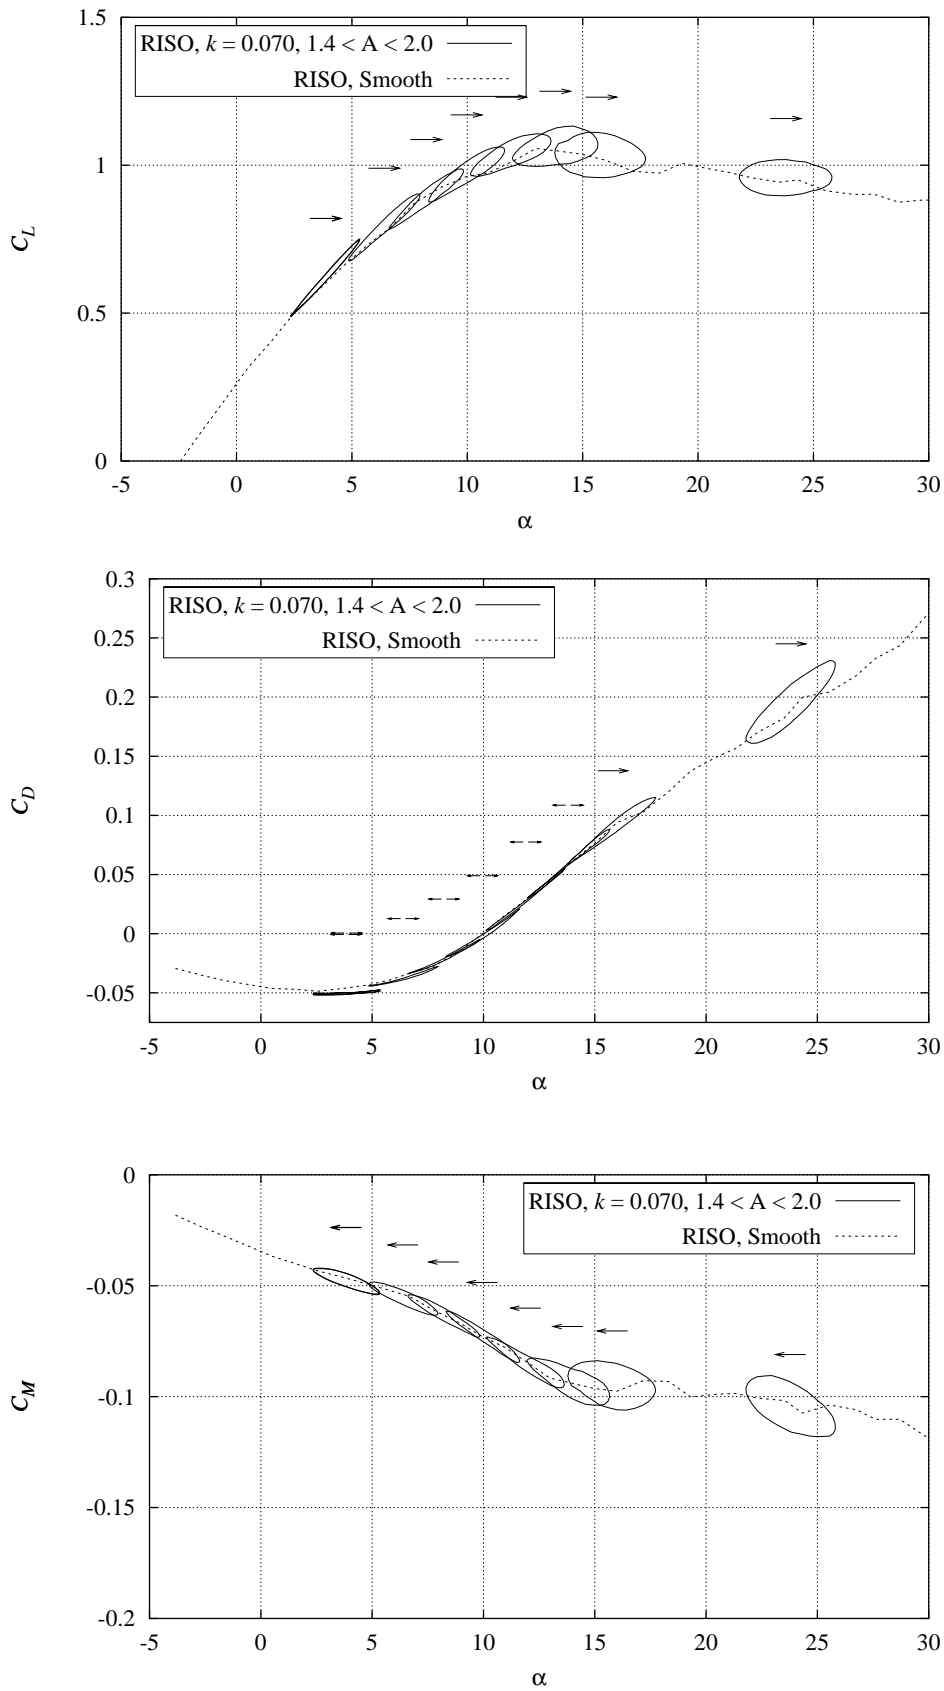 1.5
RISO, k = 0.070, 1.4 < A < 2.0
RISO, Smooth
1
C_L
0.5
0
-5 0 5 10 15 20 25 30
α
0.3
RISO, k = 0.070, 1.4 < A < 2.0
0.25
RISO, Smooth
0.2
0.15
C_D
0.1
0.05
0
-0.05
-5 0 5 10 15 20 25 30
α
0
RISO, k = 0.070, 1.4 < A < 2.0
RISO, Smooth
-0.05
C_M
-0.1
-0.15
-0.2
-5 0 5 10 15 20 25 30
α